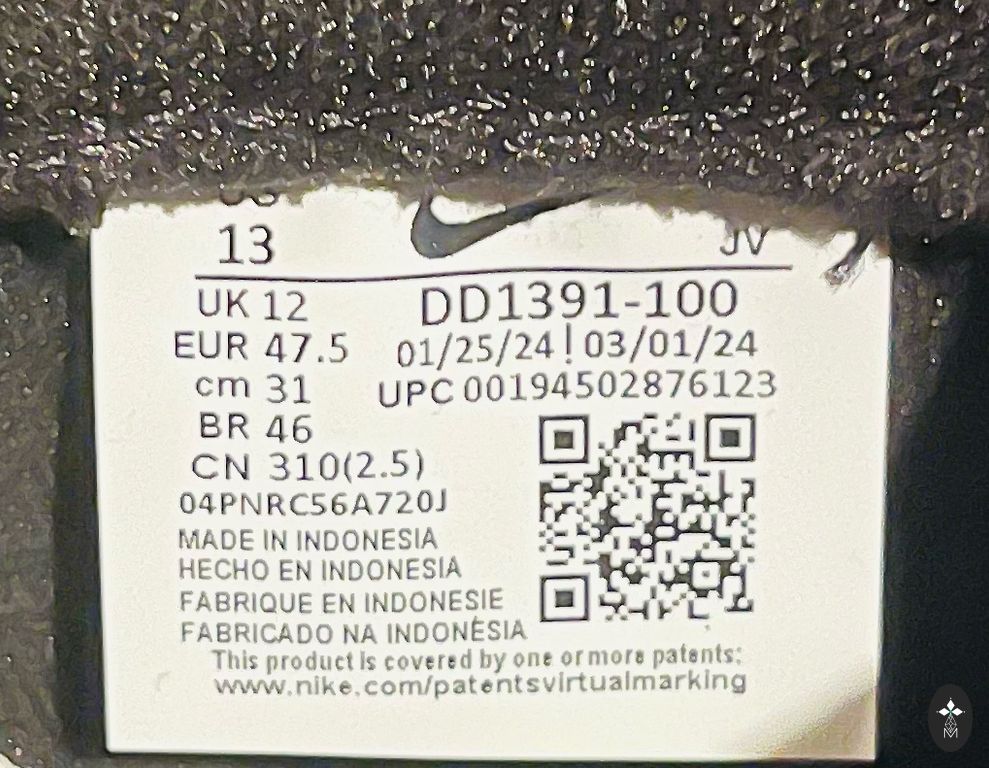 13 JV
UK 12 DD1391-100
EUR 47.5 01/25/24 | 03/01/24
cm 31 UPC 00194502876123
BR 46
CN 310(2.5)
04PNRC56A720J
MADE IN INDONESIA
HECHO EN INDONESIA
FABRIQUE EN INDONESIE
FABRICADO NA INDONÉSIA
This product is covered by one or more patents:
www.nike.com/patentsvirtualmarking
M